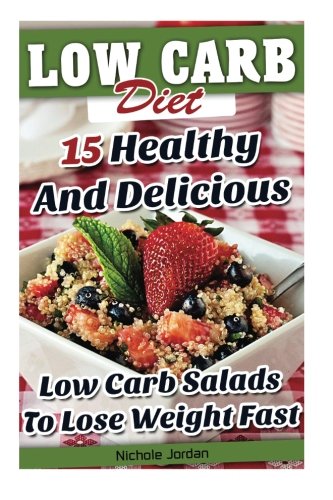 LOW CARB
Diet
15 Healthy
And Delicious
Low Carb Salads
To Lose Weight Fast
Nichole Jordan